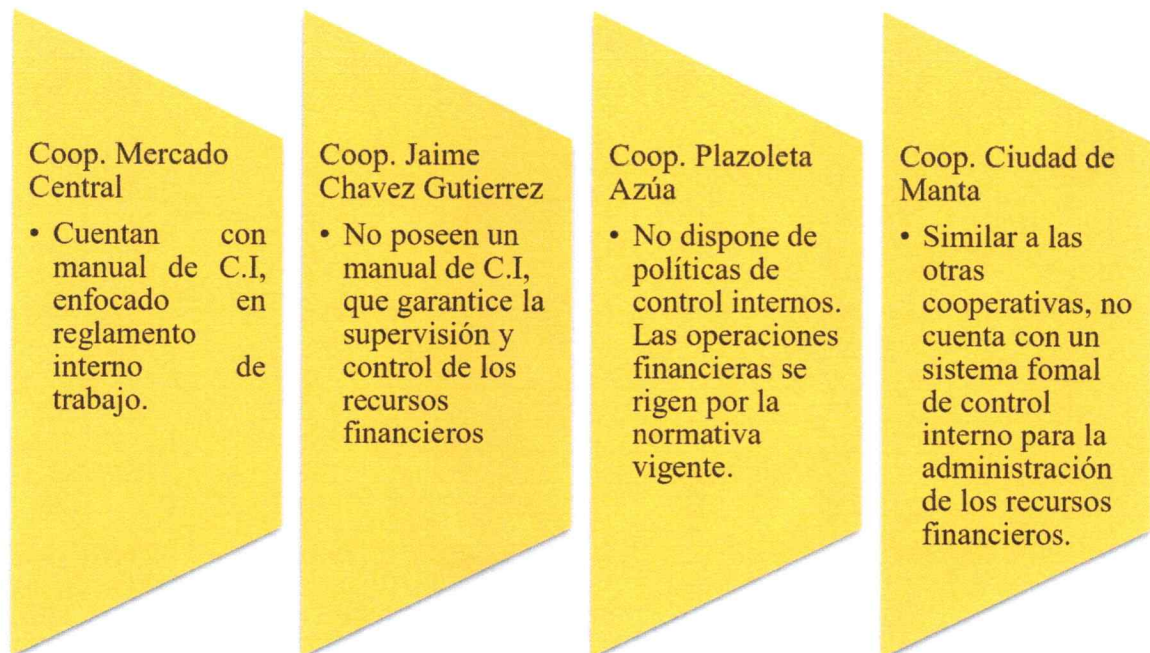 Coop. Mercado
Central
• Cuentan con
manual de C.I,
enfocado en
reglamento
interno de
trabajo.
Coop. Jaime
Chavez Gutierrez
• No poseen un
manual de C.I,
que garantice la
supervisión y
control de los
recursos
financieros
Coop. Plazoleta
Azúa
• No dispone de
políticas de
control internos.
Las operaciones
financieras se
rigen por la
normativa
vigente.
Coop. Ciudad de
Manta
• Similar a las
otras
cooperativas, no
cuenta con un
sistema fomal
de control
interno para la
administración
de los recursos
financieros.